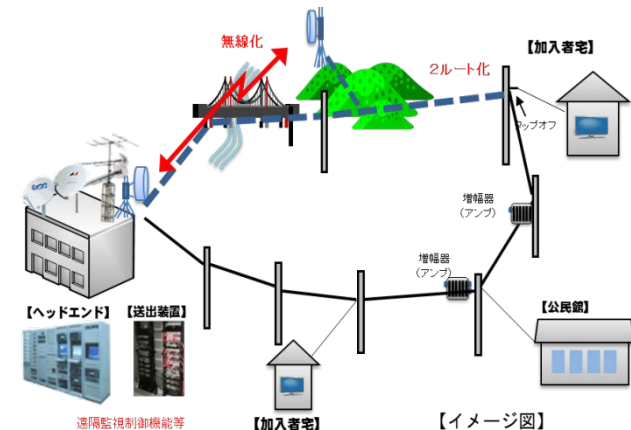 無線化
【加入者宅】
2ルート化
タップオフ
増幅器
(アンプ)
増幅器
(アンプ)
【ヘッドエンド】
【送出装置】
【公民館】
遠隔監視制御機能等
【加入者宅】
【イメージ図】